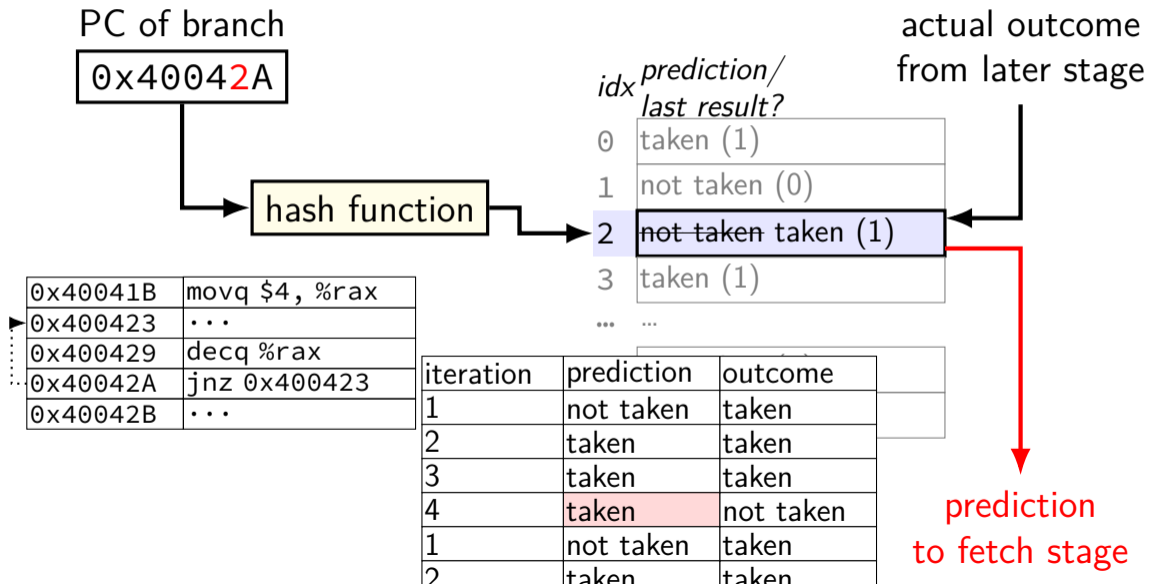 PC of branch
0x40042A
hash function
idx
prediction/
last result?
0 taken (1)
1 not taken (0)
2 not taken taken (1)
3 taken (1)
... ...
actual outcome
from later stage
prediction
to fetch stage
0x40041B movq $4, %rax
0x400423 ...
0x400429 decq %rax
0x40042A jnz 0x400423
0x40042B ...
iteration prediction outcome
1 not taken taken
2 taken taken
3 taken taken
4 taken not taken
1 not taken taken
2 taken taken